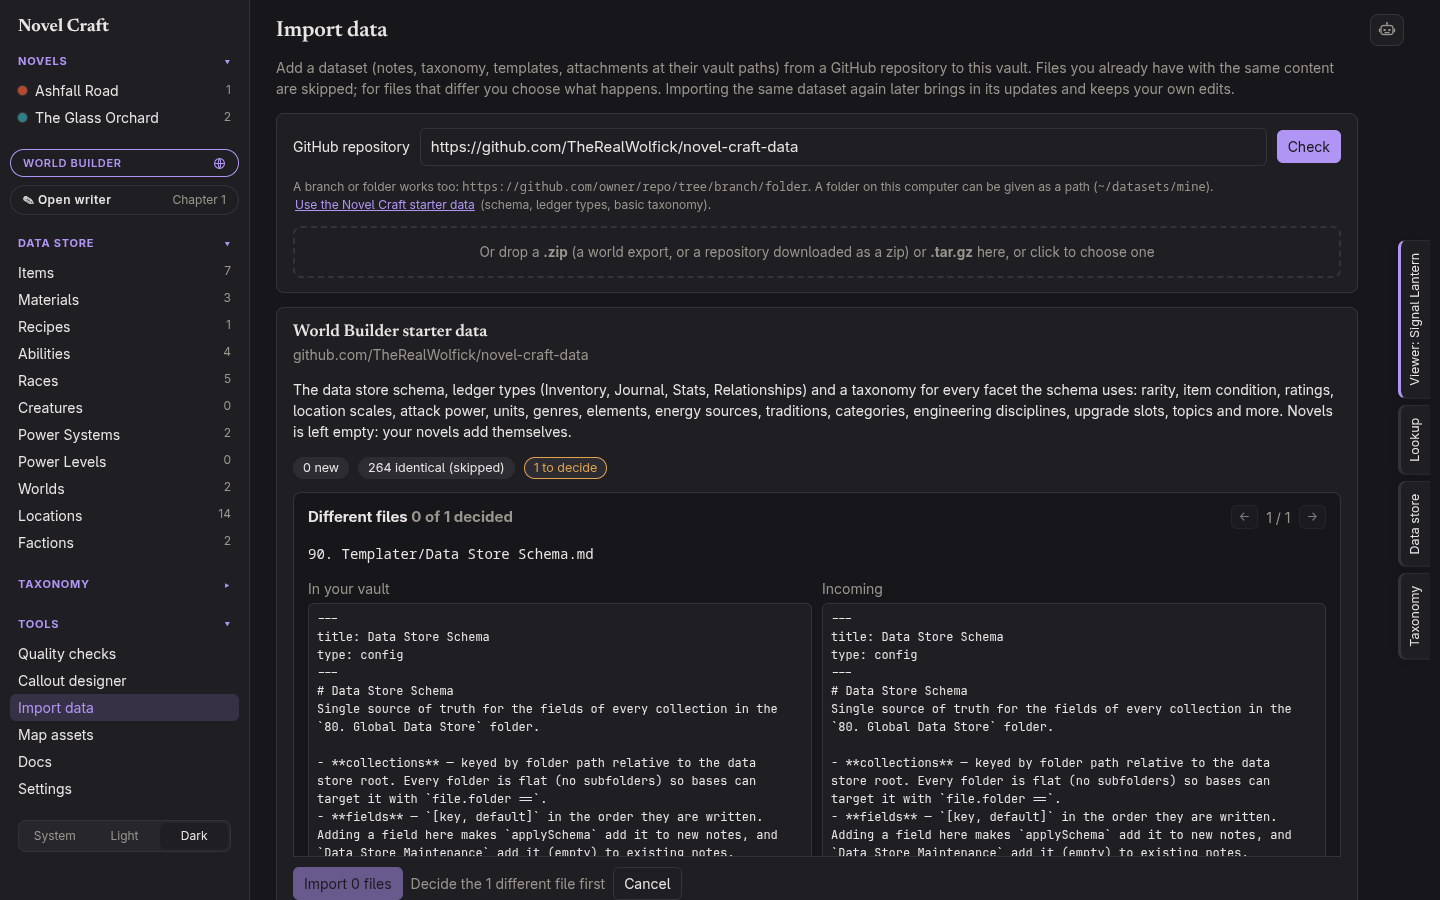 Novel Craft
NOVELS
Ashfall Road 1
The Glass Orchard 2
WORLD BUILDER
Open writer Chapter 1
DATA STORE
Items 7
Materials 3
Recipes 1
Abilities 4
Races 5
Creatures 0
Power Systems 2
Power Levels 0
Worlds 2
Locations 14
Factions 2
TAXONOMY
TOOLS
Quality checks
Callout designer
Import data
Map assets
Docs
Settings
System Light Dark
Import data
Add a dataset (notes, taxonomy, templates, attachments at their vault paths) from a GitHub repository to this vault. Files you already have with the same content
are skipped; for files that differ you choose what happens. Importing the same dataset again later brings in its updates and keeps your own edits.
GitHub repository https://github.com/TheRealWolfick/novel-craft-data Check
A branch or folder works too: https://github.com/owner/repo/tree/branch/folder. A folder on this computer can be given as a path (~/datasets/mine).
Use the Novel Craft starter data (schema, ledger types, basic taxonomy).
Or drop a .zip (a world export, or a repository downloaded as a zip) or .tar.gz here, or click to choose one
World Builder starter data
github.com/TheRealWolfick/novel-craft-data
The data store schema, ledger types (Inventory, Journal, Stats, Relationships) and a taxonomy for every facet the schema uses: rarity, item condition, ratings,
location scales, attack power, units, genres, elements, energy sources, traditions, categories, engineering disciplines, upgrade slots, topics and more. Novels
is left empty: your novels add themselves.
0 new 264 identical (skipped) 1 to decide
Different files 0 of 1 decided ← 1 / 1 →
90. Templater/Data Store Schema.md
In your vault
---
title: Data Store Schema
type: config
---
# Data Store Schema
Single source of truth for the fields of every collection in the
`80. Global Data Store` folder.
- **collections** — keyed by folder path relative to the data
store root. Every folder is flat (no subfolders) so bases can
target it with `file.folder ==`.
- **fields** — `[key, default]` in the order they are written.
Adding a field here makes `applySchema` add it to new notes, and
`Data Store Maintenance` add it (empty) to existing notes.
Incoming
---
title: Data Store Schema
type: config
---
# Data Store Schema
Single source of truth for the fields of every collection in the
`80. Global Data Store` folder.
- **collections** — keyed by folder path relative to the data
store root. Every folder is flat (no subfolders) so bases can
target it with `file.folder ==`.
- **fields** — `[key, default]` in the order they are written.
Adding a field here makes `applySchema` add it to new notes, and
`Data Store Maintenance` add it (empty) to existing notes.
Import 0 files Decide the 1 different file first Cancel
Viewer: Signal Lantern
Lookup
Data store
Taxonomy